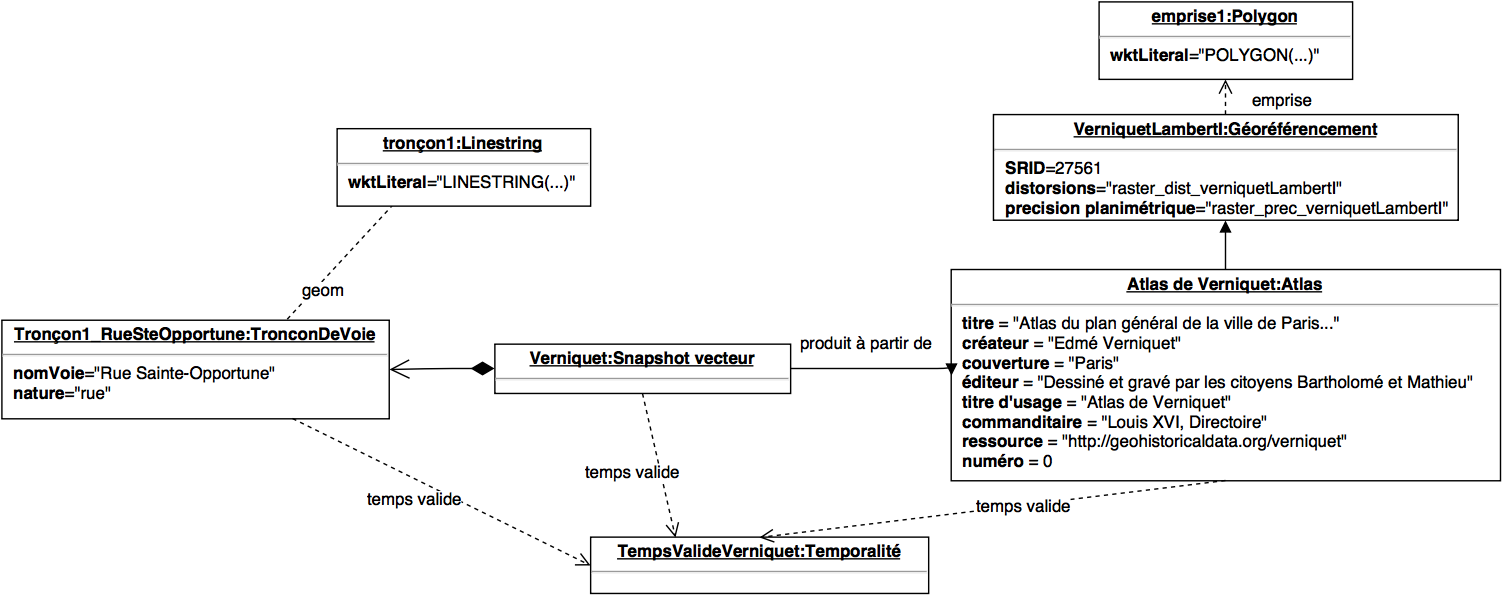 emprise1:Polygon
wktLiteral="POLYGON(...)"
emprise
VerniquetLambertI:Géoréférencement
SRID=27561
distorsions="raster_dist_verniquetLambertI"
precision planimétrique="raster_prec_verniquetLambertI"
tronçon1:Linestring
wktLiteral="LINESTRING(...)"
geom
Tronçon1_RueSteOpportune:TronconDeVoie
nomVoie="Rue Sainte-Opportune"
nature="rue"
Verniquet:Snapshot vecteur
produit à partir de
Atlas de Verniquet:Atlas
titre = "Atlas du plan général de la ville de Paris..."
créateur = "Edmé Verniquet"
couverture = "Paris"
éditeur = "Dessiné et gravé par les citoyens Bartholomé et Mathieu"
titre d'usage = "Atlas de Verniquet"
commanditaire = "Louis XVI, Directoire"
ressource = "http://geohistoricaldata.org/verniquet"
numéro = 0
temps valide
temps valide
temps valide
TempsValideVerniquet:Temporalité